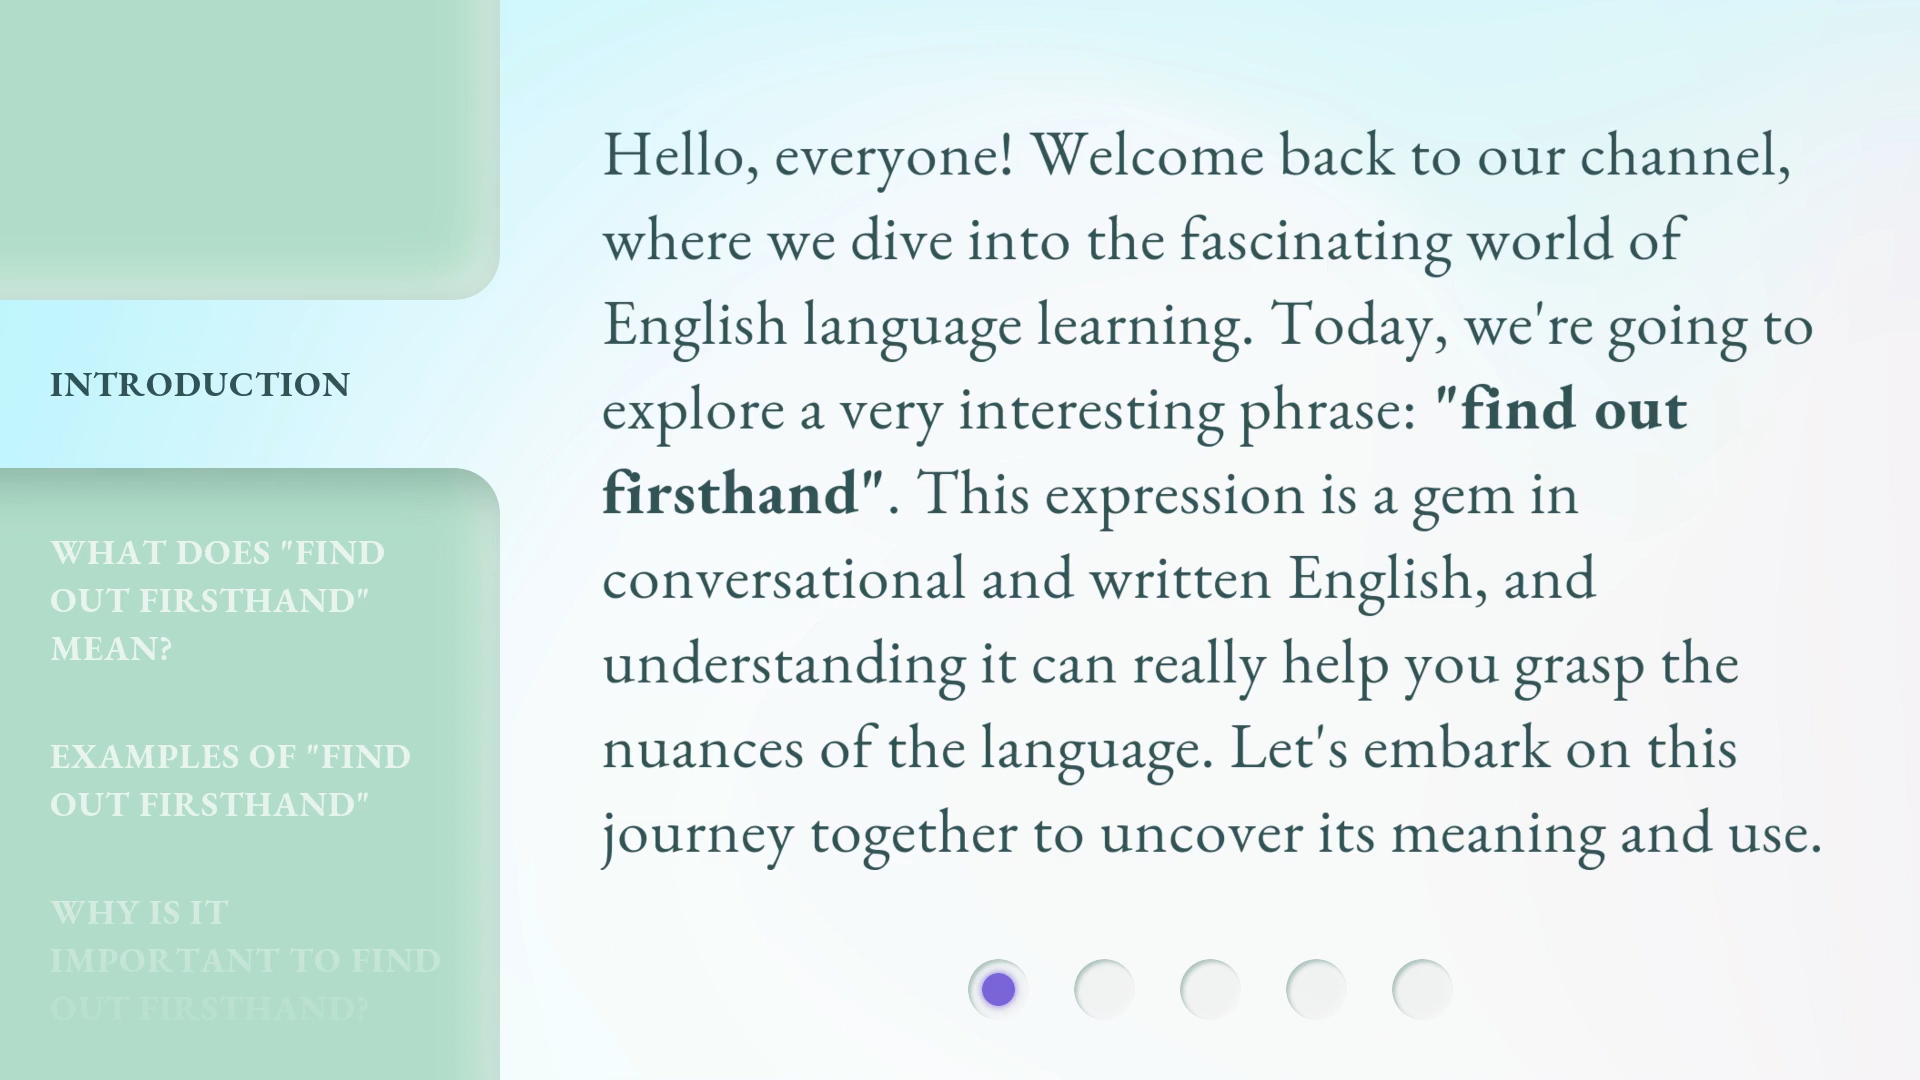 INTRODUCTION
WHAT DOES "FIND
OUT FIRSTHAND"
MEAN?
EXAMPLES OF "FIND
OUT FIRSTHAND"
WHY IS IT
IMPORTANT TO FIND
OUT FIRSTHAND?
Hello, everyone! Welcome back to our channel,
where we dive into the fascinating world of
English language learning. Today, we're going to
explore a very interesting phrase: "find out
firsthand". This expression is a gem in
conversational and written English, and
understanding it can really help you grasp the
nuances of the language. Let's embark on this
journey together to uncover its meaning and use.